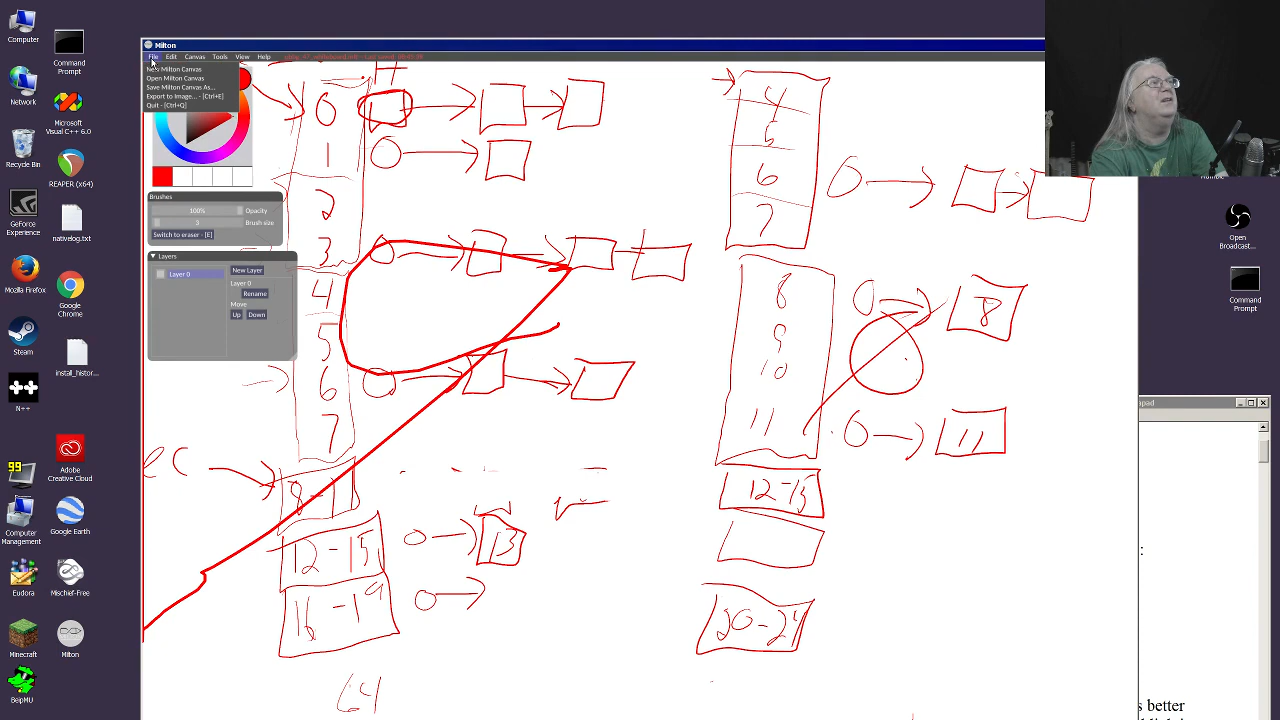 Computer
Command Prompt
Network
Microsoft Visual C++ 6.0
Recycle Bin
REAPER (x64)
GeForce Experience
nativelog.txt
Mozilla Firefox
Google Chrome
Steam
install_histor...
N++
Adobe Creative Cloud
Computer Management
Google Earth
Eudora
Mischief-Free
BeipMU
Milton
Milton
File Edit Canvas Tools View Help
New Milton Canvas
Open Milton Canvas
Save Milton Canvas As...
Export to Image... - [Ctrl+E]
Quit - [Ctrl+Q]
Brushes
100% Opacity
3 Brush size
Switch to eraser - [E]
Layers
Layer 0
New Layer
Layer 0
Rename
Move
Up Down
H
0
1
2
3
4
5
6
7
8-11
12-15
16-19
64
13
4
5
6
7
8
9
10
11
12-15
20-24
8
11
Open Broadcast...
Command Prompt
s better